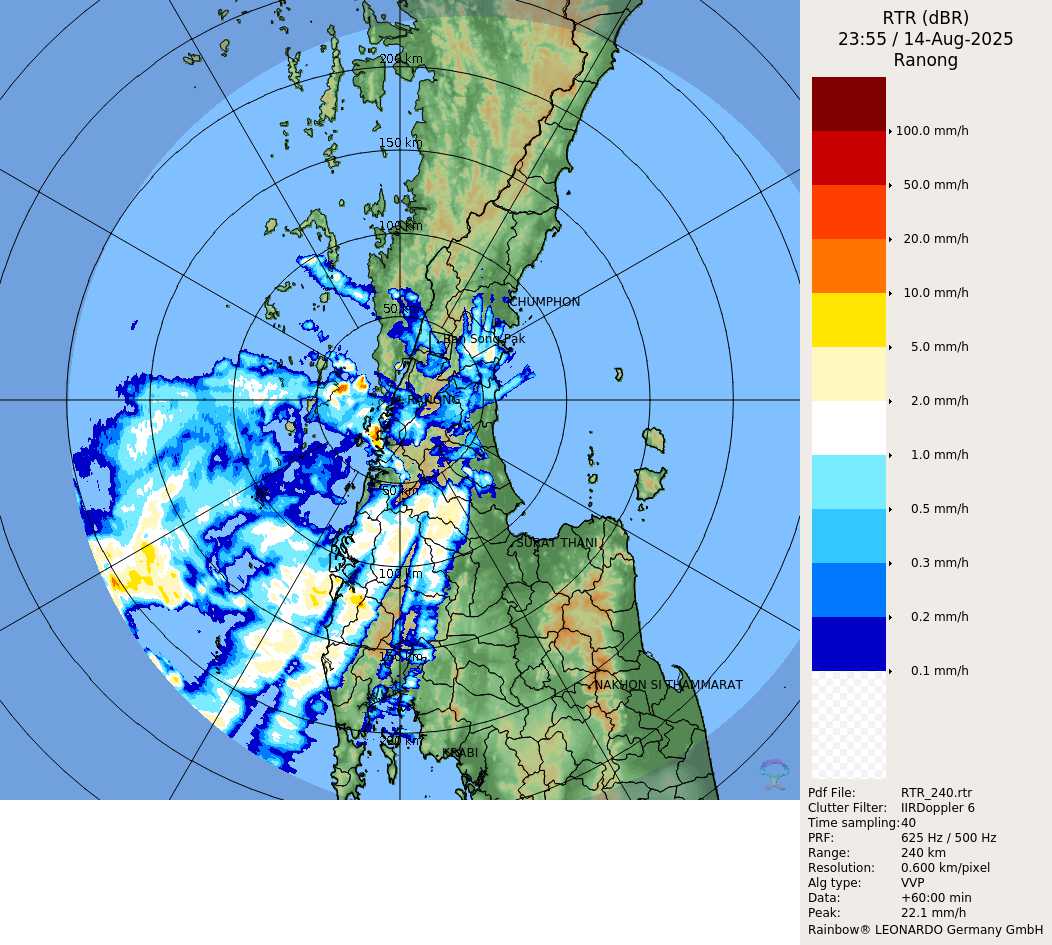 RTR (dBR)
23:55 / 14-Aug-2025
Ranong
100.0 mm/h
50.0 mm/h
20.0 mm/h
10.0 mm/h
5.0 mm/h
2.0 mm/h
1.0 mm/h
0.5 mm/h
0.3 mm/h
0.2 mm/h
0.1 mm/h
200 km
150 km
100 km
CHUMPHON
50 km
Ban Song Pak
RANONG
50 km
SURAT THANI
100 km
150 km
NAKHON SI THAMMARAT
200 km
KRABI
Pdf File: RTR_240.rtr
Clutter Filter: IIRDoppler 6
Time sampling:40
PRF: 625 Hz / 500 Hz
Range: 240 km
Resolution: 0.600 km/pixel
Alg type: VVP
Data: +60:00 min
Peak: 22.1 mm/h
Rainbow® LEONARDO Germany GmbH